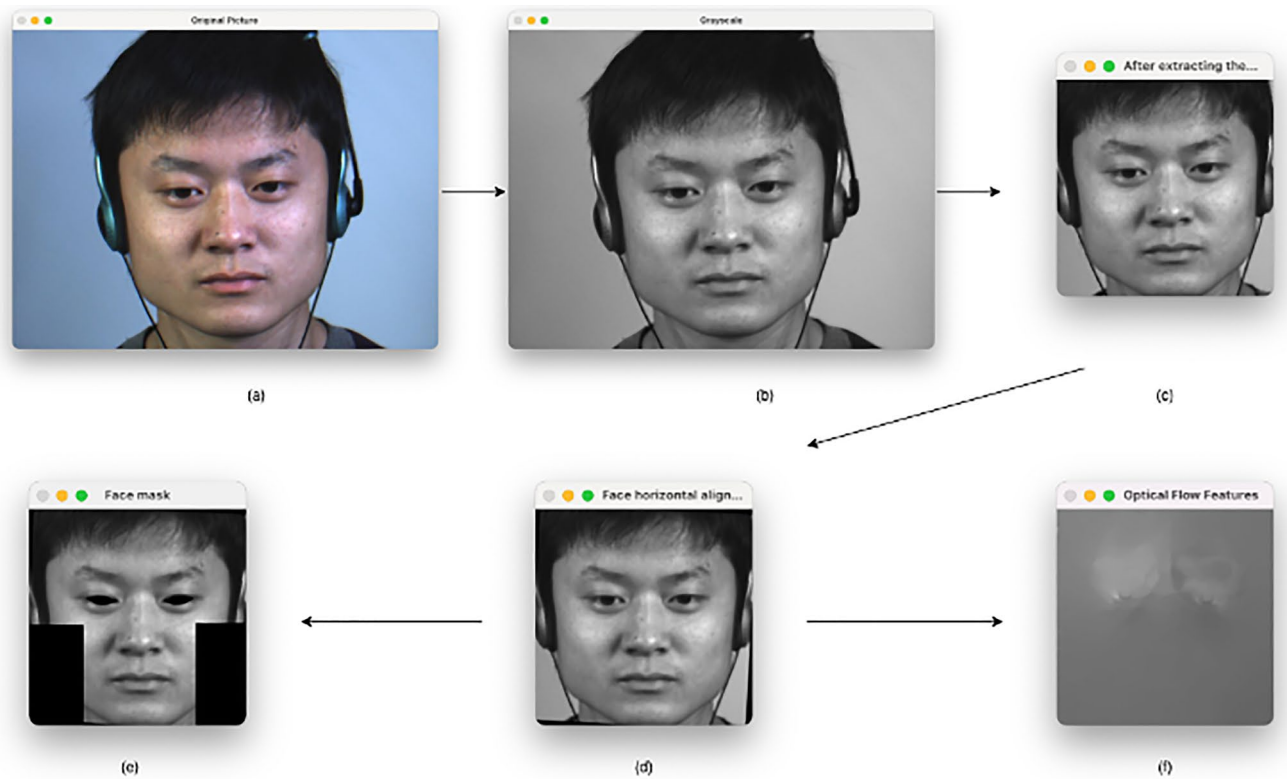 Original Picture
Grayscale
After extracting the...
(a)
(b)
(c)
Face mask
Face horizontal align...
Optical Flow Features
(e)
(d)
(f)